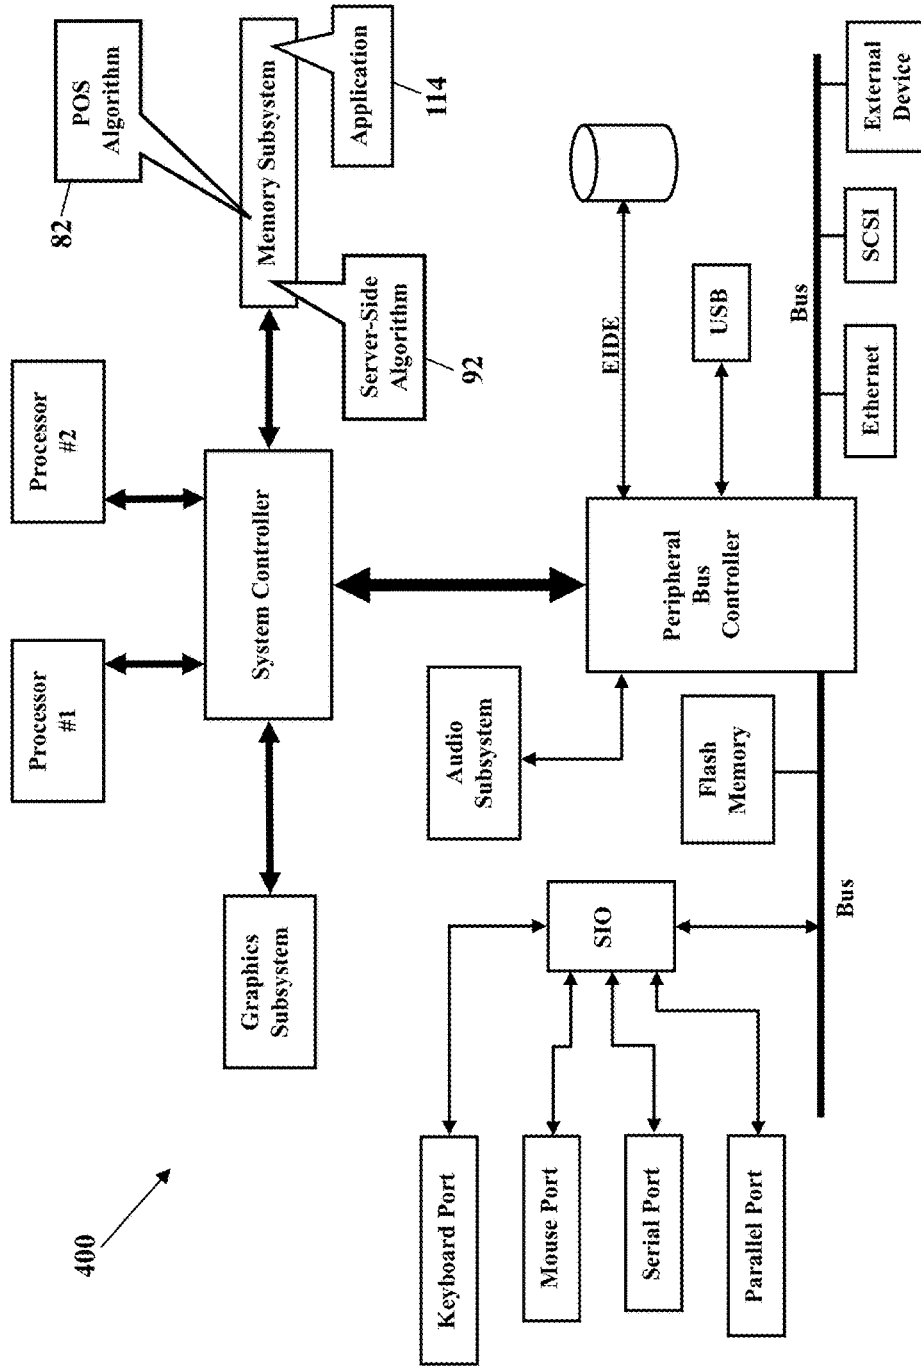 400
Processor
#1
Processor
#2
POS
Algorithm
82
Graphics
Subsystem
System Controller
Memory Subsystem
Server-Side
Algorithm
92
Application
114
Keyboard Port
Mouse Port
Serial Port
Parallel Port
SIO
Audio
Subsystem
Flash
Memory
Peripheral
Bus
Controller
EIDE
USB
Bus
Bus
Ethernet
SCSI
External
Device